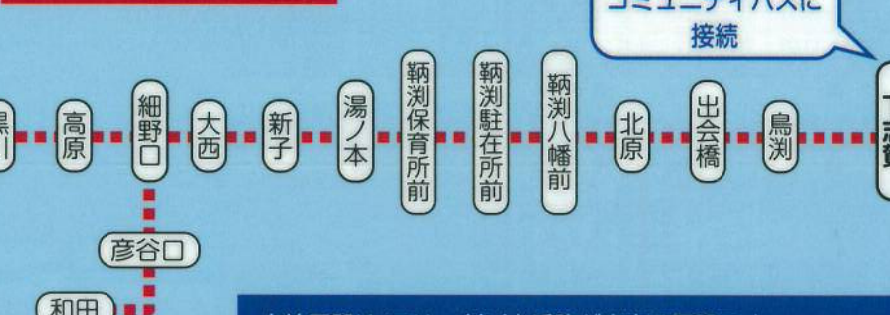 コミュニティバスに
接続
黒川
高原
細野口
大西
新子
湯ノ本
鞆渕保育所前
鞆渕駐在所前
鞆渕八幡前
北原
出会橋
鳥渕
彦谷口
和田